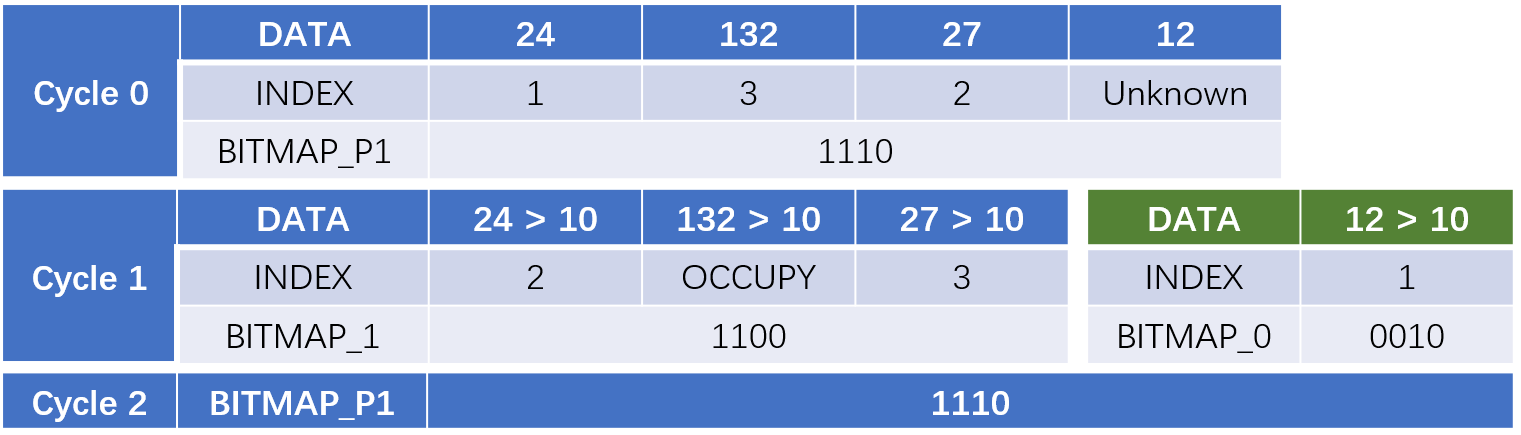 Cycle 0 DATA 24 132 27 12
INDEX 1 3 2 Unknown
BITMAP_P1 1110
Cycle 1 DATA 24 > 10 132 > 10 27 > 10 DATA 12 > 10
INDEX 2 OCCUPY 3 INDEX 1
BITMAP_1 1100 BITMAP_0 0010
Cycle 2 BITMAP_P1 1110